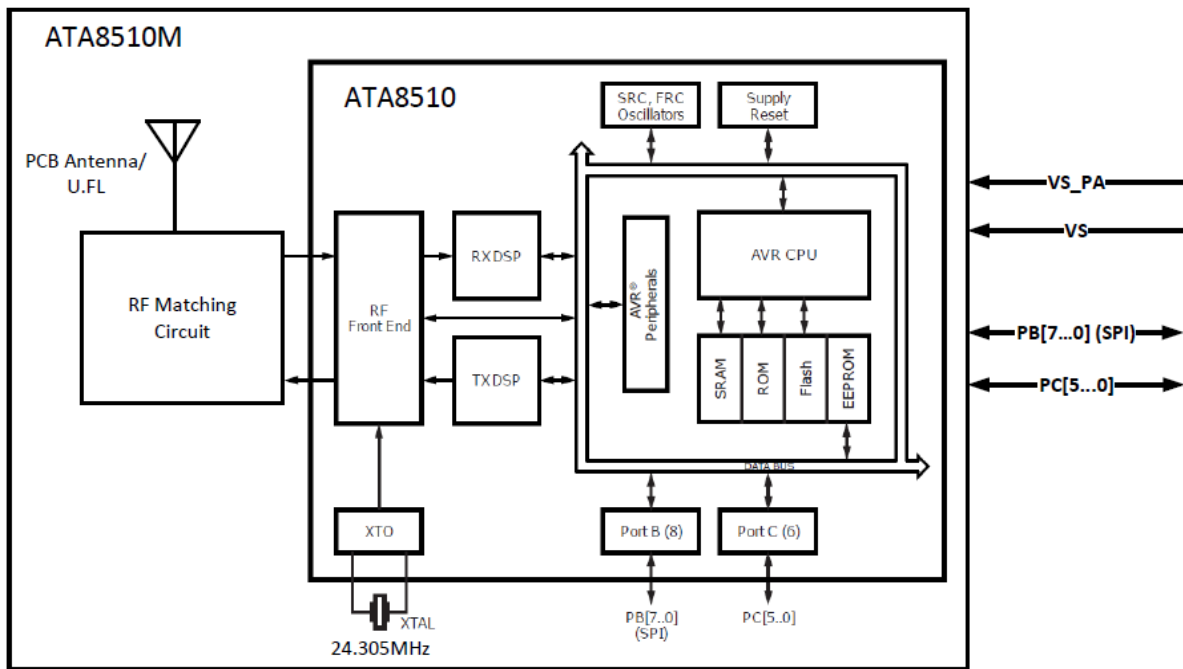 ATA8510M
ATA8510
SRC, FRC
Oscillators
Supply
Reset
PCB Antenna/
U.FL
VS_PA
VS
RF Matching
Circuit
RF
Front End
RXDSP
TXDSP
AVR®
Peripherals
AVR CPU
SRAM
ROM
Flash
EEPROM
PB[7...0] (SPI)
PC[5...0]
DATA BUS
XTO
Port B (8)
Port C (6)
XTAL
24.305MHz
PB[7..0]
(SPI)
PC[5..0]